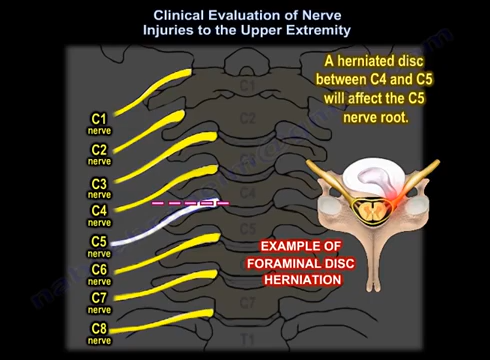 Clinical Evaluation of Nerve
Injuries to the Upper Extremity
A herniated disc
between C4 and C5
will affect the C5
nerve root.
C1
nerve
C2
nerve
C3
nerve
C4
nerve
C5
nerve
C6
nerve
C7
nerve
C8
nerve
C1
C2
C3
C4
C5
C6
C7
T1
EXAMPLE OF
FORAMINAL DISC
HERNIATION